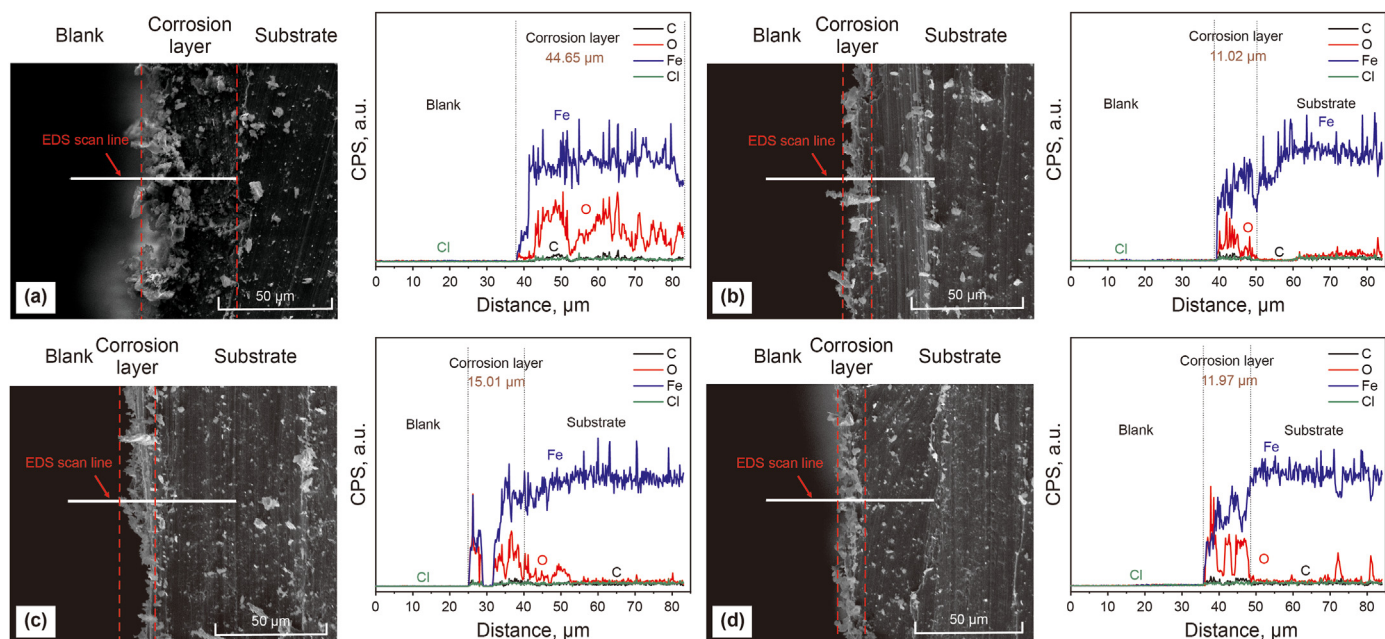 Blank
Corrosion
layer
Substrate
EDS scan line
(a)
50 μm
CPS, a.u.
Corrosion layer
44.65 μm
C
O
Fe
Cl
Blank
Fe
O
Cl
C
0 10 20 30 40 50 60 70 80
Distance, μm
Blank
Corrosion
layer
Substrate
EDS scan line
(b)
50 μm
CPS, a.u.
Corrosion layer
11.02 μm
C
O
Fe
Cl
Blank
Substrate
Fe
O
Cl
C
0 10 20 30 40 50 60 70 80
Distance, μm
Blank
Corrosion
layer
Substrate
EDS scan line
(c)
50 μm
CPS, a.u.
Corrosion layer
15.01 μm
C
O
Fe
Cl
Blank
Substrate
Fe
O
Cl
C
0 10 20 30 40 50 60 70 80
Distance, μm
Blank
Corrosion
layer
Substrate
EDS scan line
(d)
50 μm
CPS, a.u.
Corrosion layer
11.97 μm
C
O
Fe
Cl
Blank
Substrate
Fe
O
Cl
C
0 10 20 30 40 50 60 70 80
Distance, μm